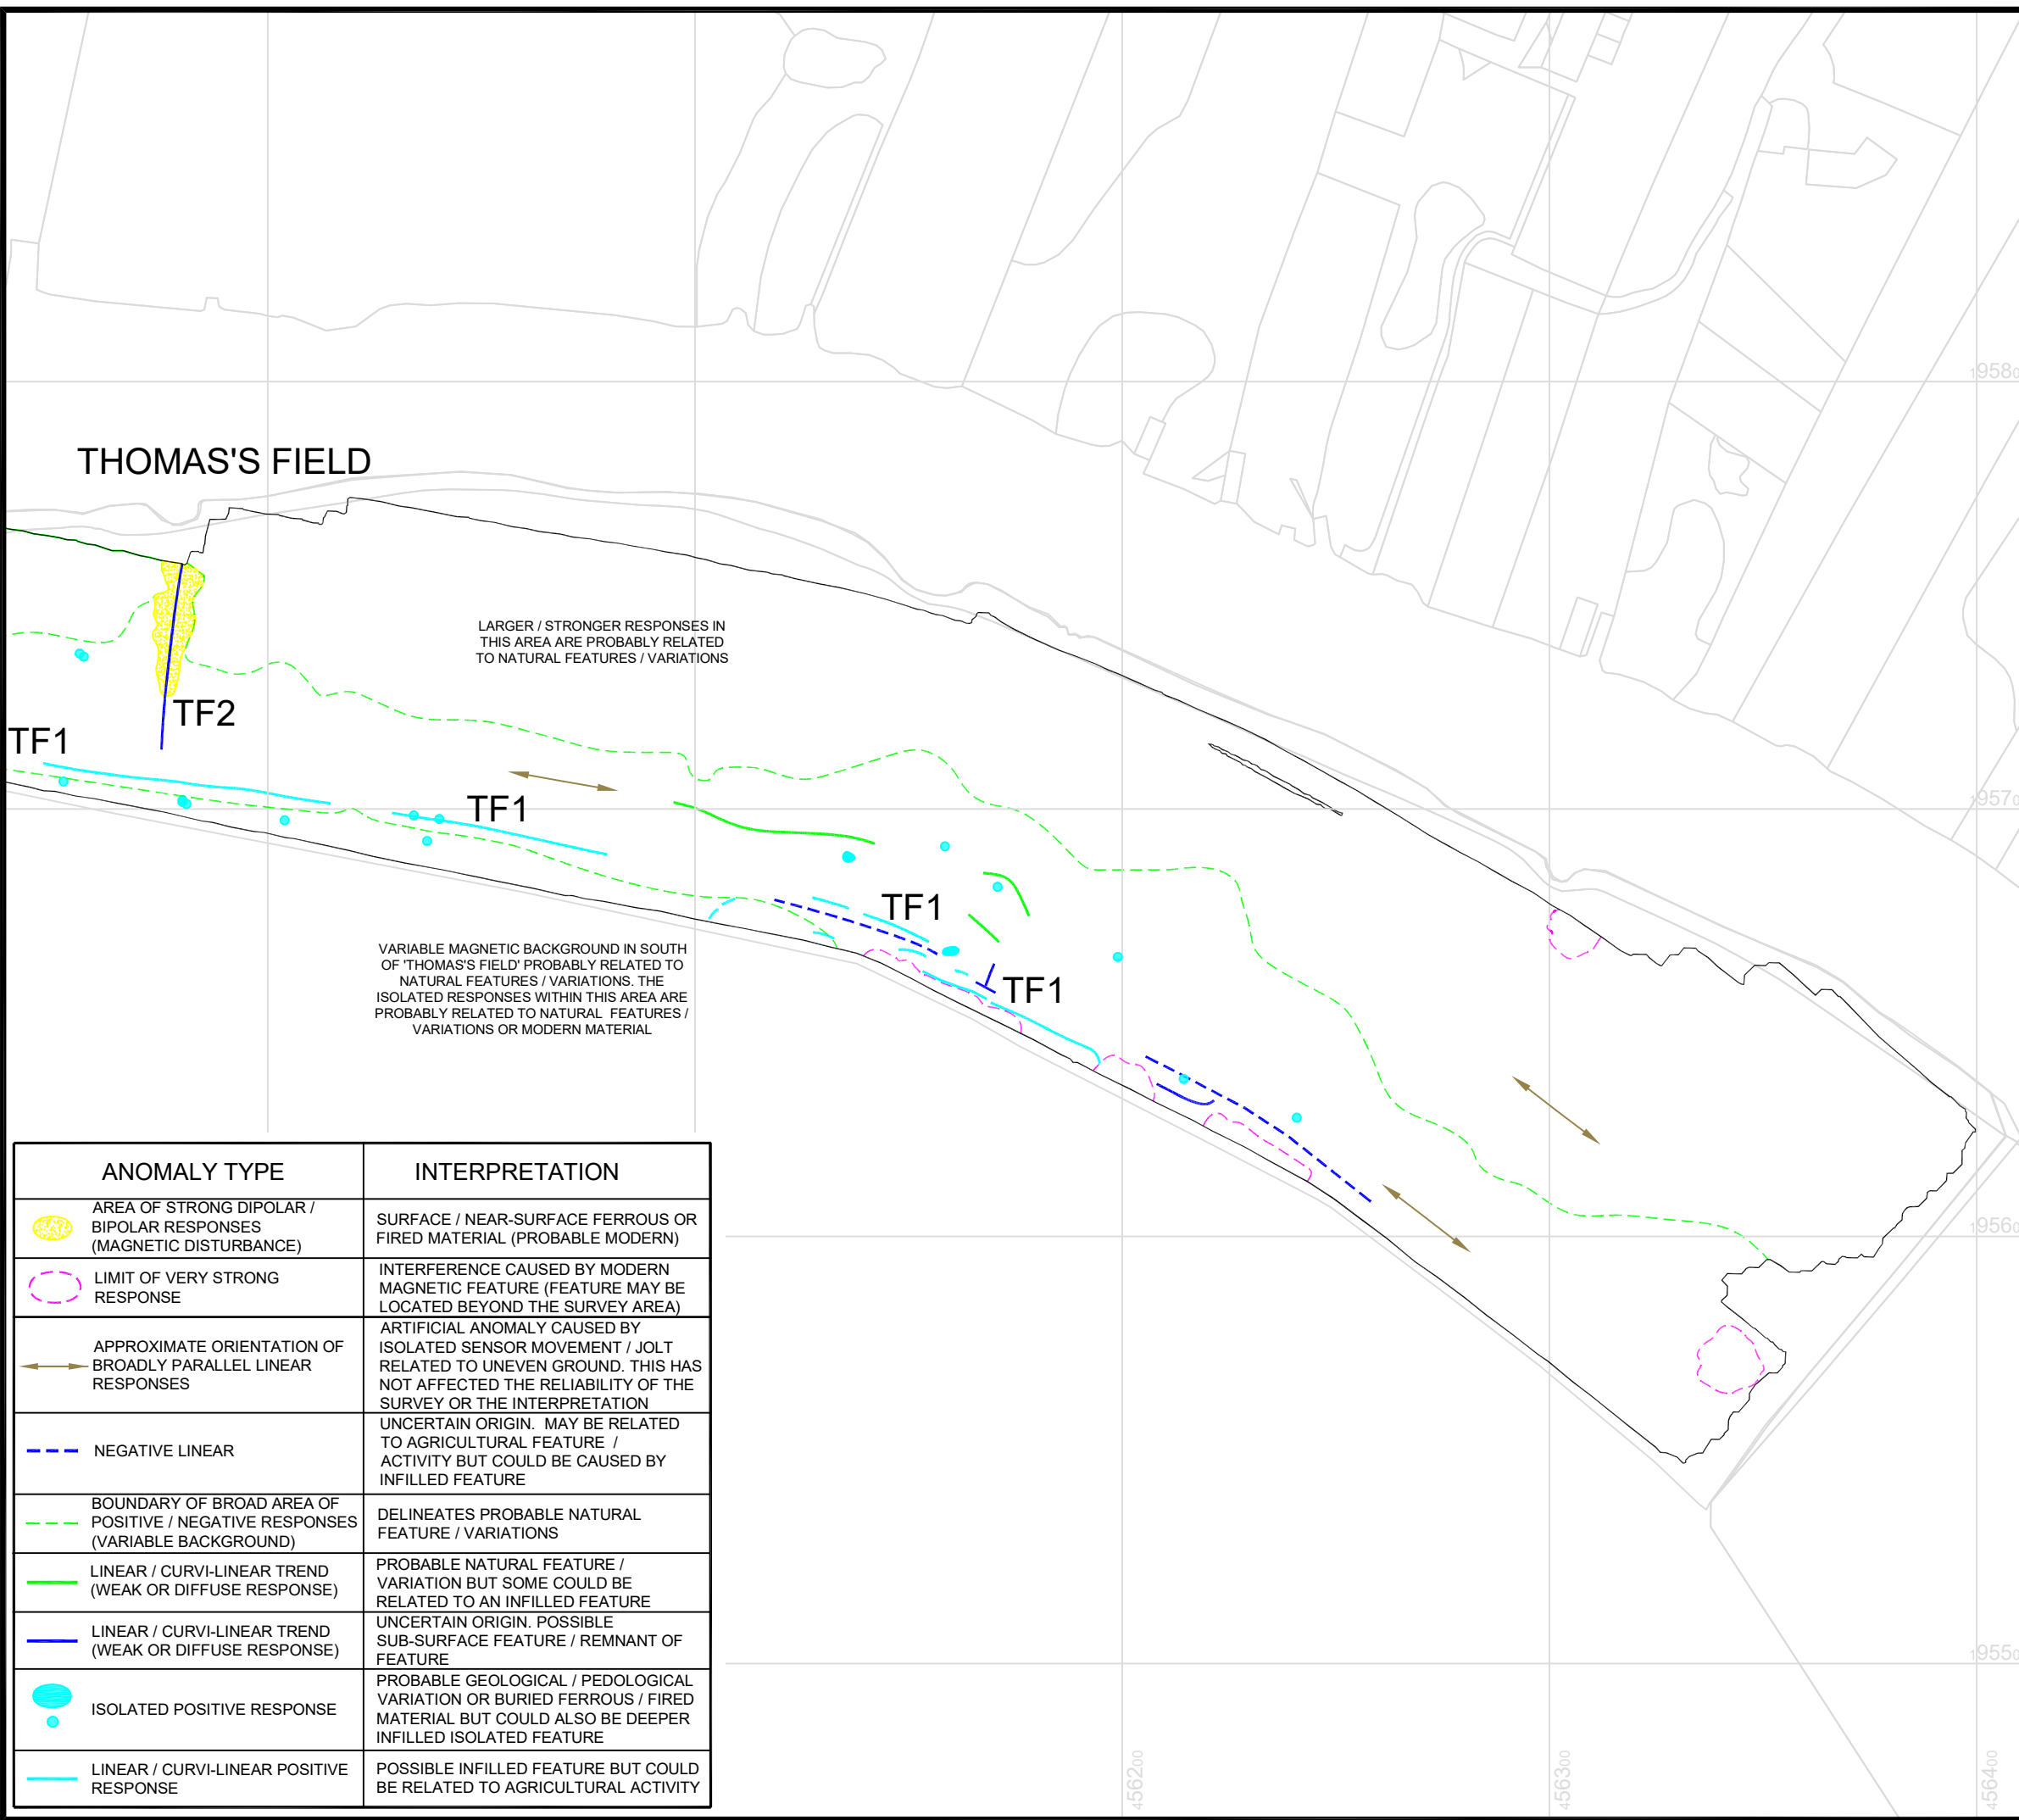 1958
THOMAS'S FIELD
LARGER / STRONGER RESPONSES IN
THIS AREA ARE PROBABLY RELATED
TO NATURAL FEATURES / VARIATIONS
TF2
TF1
TF1
1957
TF1
VARIABLE MAGNETIC BACKGROUND IN SOUTH
OF 'THOMAS'S FIELD' PROBABLY RELATED TO
NATURAL FEATURES / VARIATIONS. THE
ISOLATED RESPONSES WITHIN THIS AREA ARE
PROBABLY RELATED TO NATURAL FEATURES /
VARIATIONS OR MODERN MATERIAL
TF1
1956
1955
456200
456300
456400
ANOMALY TYPE
INTERPRETATION
AREA OF STRONG DIPOLAR /
BIPOLAR RESPONSES
(MAGNETIC DISTURBANCE)
SURFACE / NEAR-SURFACE FERROUS OR
FIRED MATERIAL (PROBABLE MODERN)
LIMIT OF VERY STRONG
RESPONSE
INTERFERENCE CAUSED BY MODERN
MAGNETIC FEATURE (FEATURE MAY BE
LOCATED BEYOND THE SURVEY AREA)
APPROXIMATE ORIENTATION OF
BROADLY PARALLEL LINEAR
RESPONSES
ARTIFICIAL ANOMALY CAUSED BY
ISOLATED SENSOR MOVEMENT / JOLT
RELATED TO UNEVEN GROUND. THIS HAS
NOT AFFECTED THE RELIABILITY OF THE
SURVEY OR THE INTERPRETATION
NEGATIVE LINEAR
UNCERTAIN ORIGIN. MAY BE RELATED
TO AGRICULTURAL FEATURE /
ACTIVITY BUT COULD BE CAUSED BY
INFILLED FEATURE
BOUNDARY OF BROAD AREA OF
POSITIVE / NEGATIVE RESPONSES
(VARIABLE BACKGROUND)
DELINEATES PROBABLE NATURAL
FEATURE / VARIATIONS
LINEAR / CURVI-LINEAR TREND
(WEAK OR DIFFUSE RESPONSE)
PROBABLE NATURAL FEATURE /
VARIATION BUT SOME COULD BE
RELATED TO AN INFILLED FEATURE
LINEAR / CURVI-LINEAR TREND
(WEAK OR DIFFUSE RESPONSE)
UNCERTAIN ORIGIN. POSSIBLE
SUB-SURFACE FEATURE / REMNANT OF
FEATURE
ISOLATED POSITIVE RESPONSE
PROBABLE GEOLOGICAL / PEDOLOGICAL
VARIATION OR BURIED FERROUS / FIRED
MATERIAL BUT COULD ALSO BE DEEPER
INFILLED ISOLATED FEATURE
LINEAR / CURVI-LINEAR POSITIVE
RESPONSE
POSSIBLE INFILLED FEATURE BUT COULD
BE RELATED TO AGRICULTURAL ACTIVITY